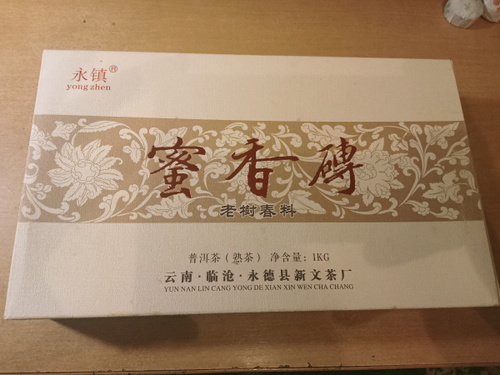 永镇®
yong zhen
蜜香磚
老樹春料
普洱茶（熟茶） 净含量：1KG
云南·临沧·永德县新文茶厂
YUN NAN LIN CANG YONG DE XIAN XIN WEN CHA CHANG